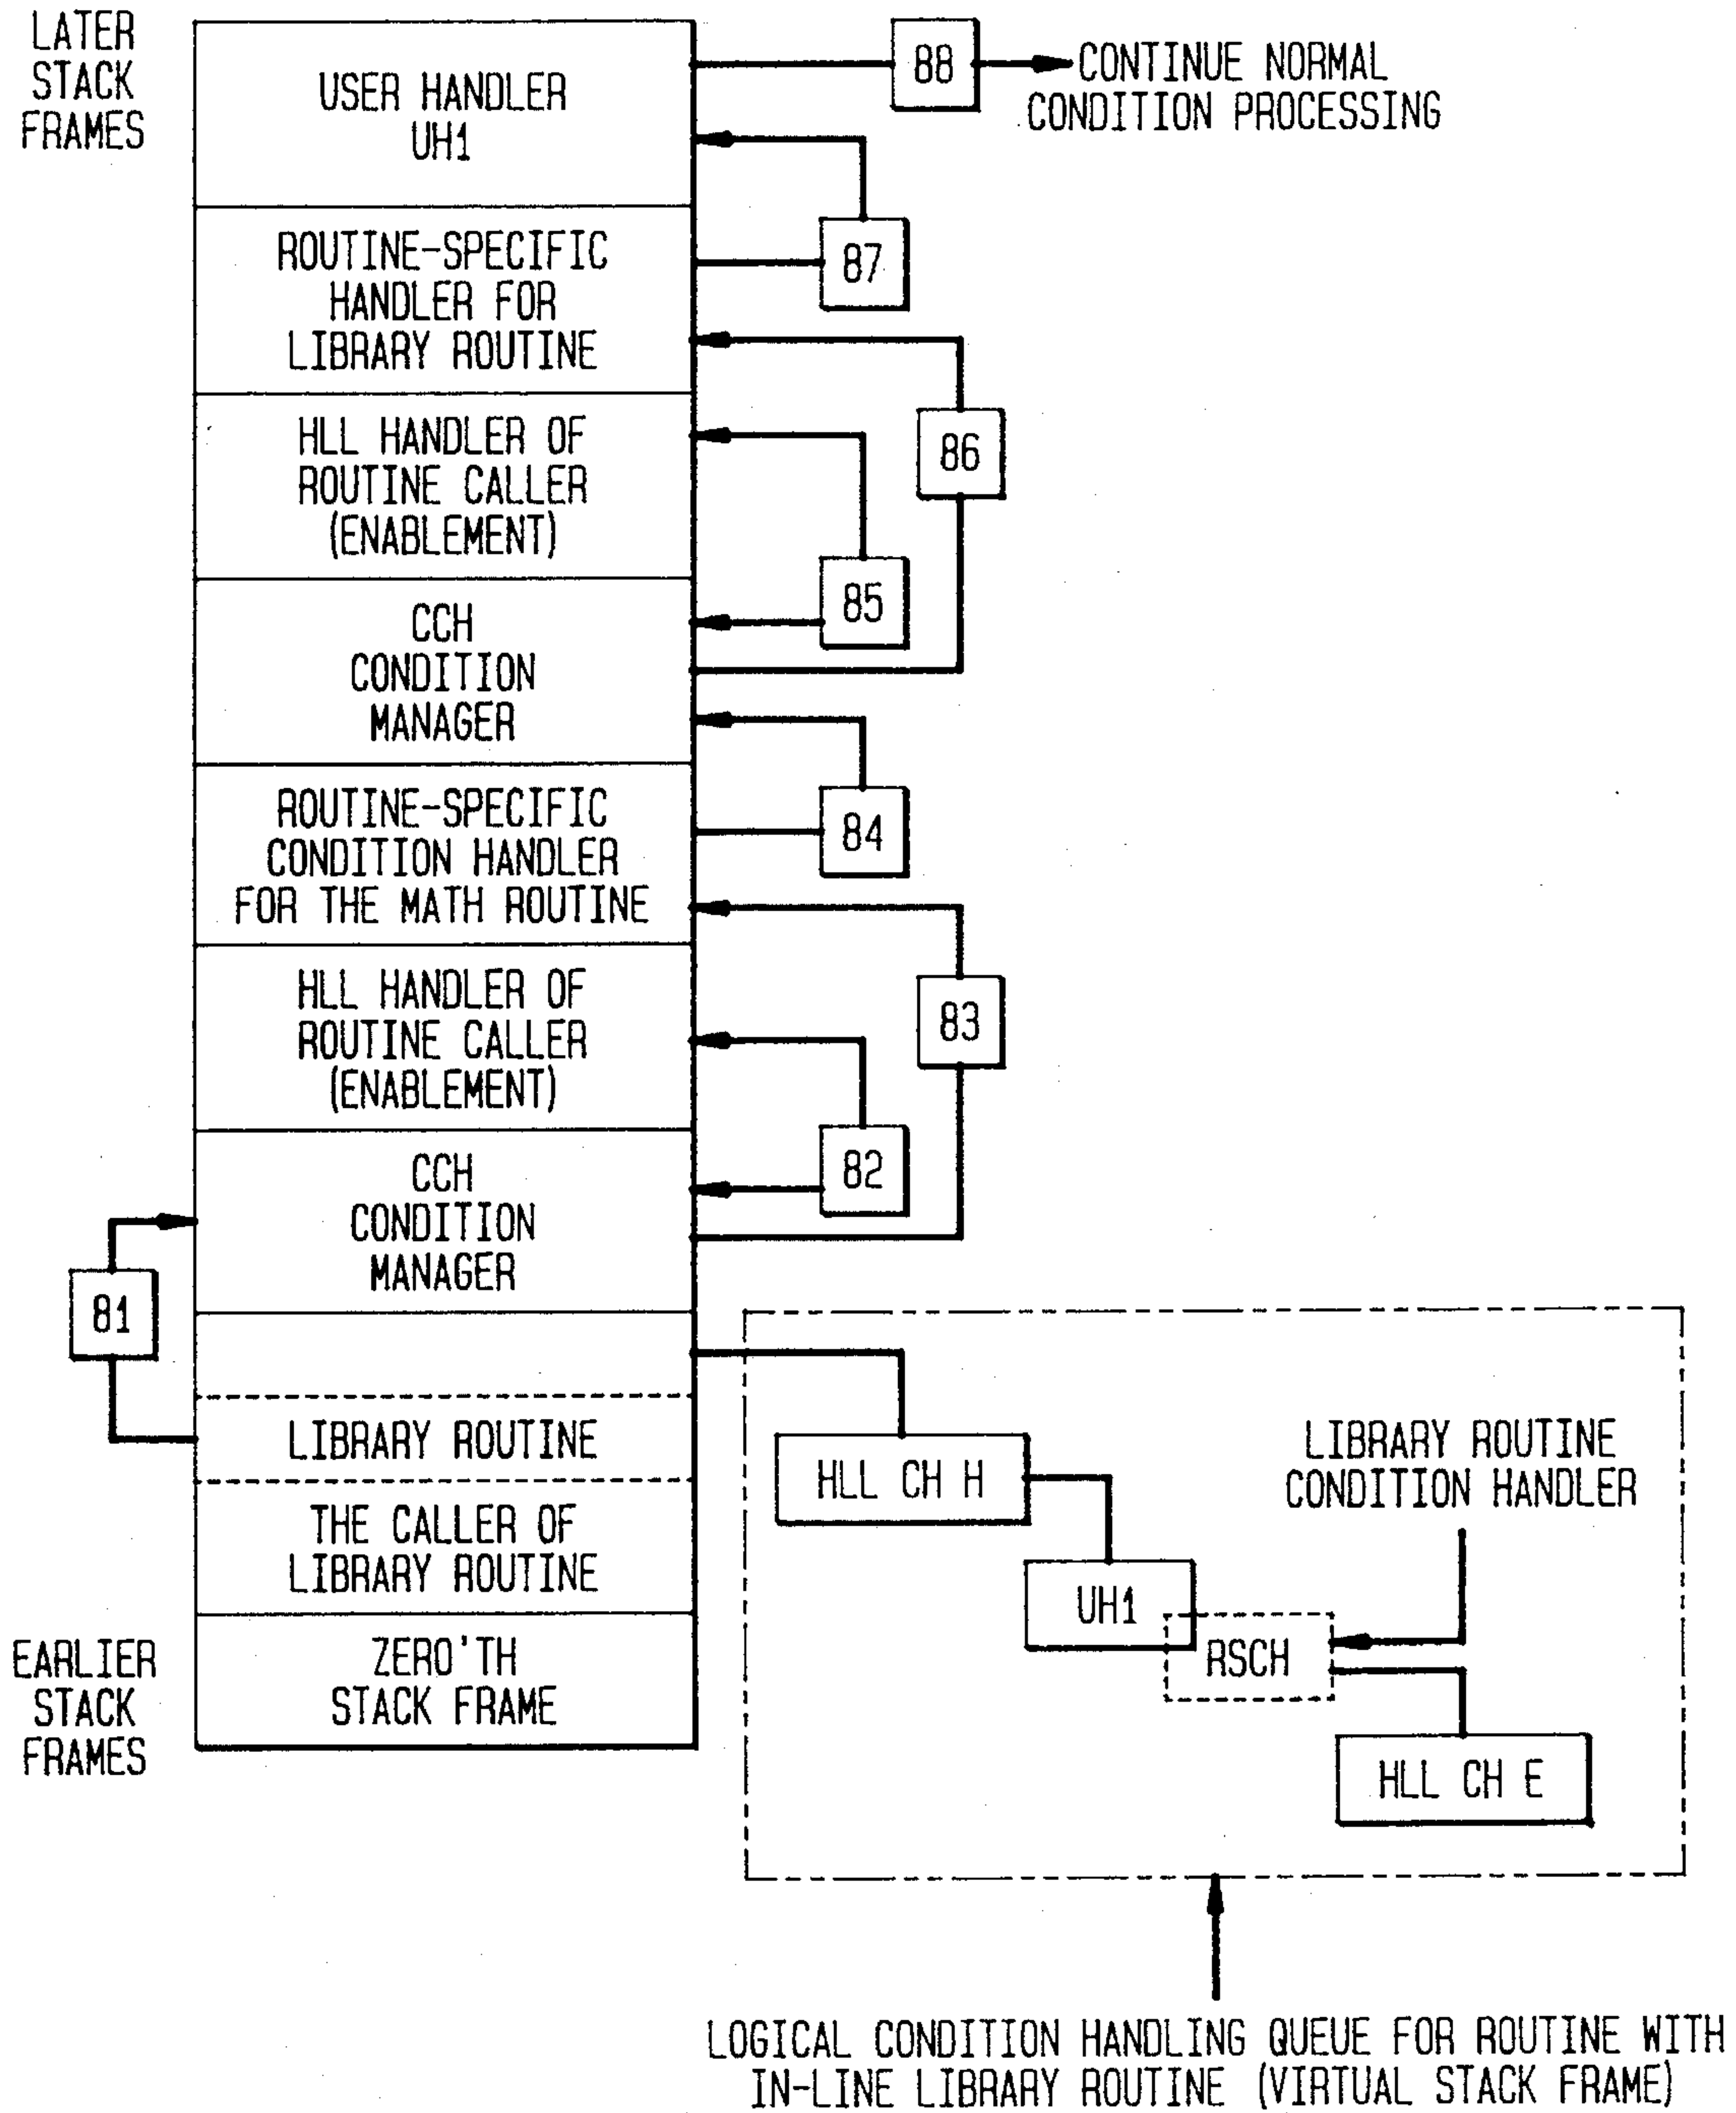 LATER
STACK
FRAMES
USER HANDLER
UH1
88
CONTINUE NORMAL
CONDITION PROCESSING
87
ROUTINE-SPECIFIC
HANDLER FOR
LIBRARY ROUTINE
86
HLL HANDLER OF
ROUTINE CALLER
(ENABLEMENT)
85
CCH
CONDITION
MANAGER
84
ROUTINE-SPECIFIC
CONDITION HANDLER
FOR THE MATH ROUTINE
83
HLL HANDLER OF
ROUTINE CALLER
(ENABLEMENT)
82
CCH
CONDITION
MANAGER
81
LIBRARY ROUTINE
THE CALLER OF
LIBRARY ROUTINE
EARLIER
STACK
FRAMES
ZERO'TH
STACK FRAME
HLL CH H
LIBRARY ROUTINE
CONDITION HANDLER
UH1
RSCH
HLL CH E
LOGICAL CONDITION HANDLING QUEUE FOR ROUTINE WITH
IN-LINE LIBRARY ROUTINE (VIRTUAL STACK FRAME)